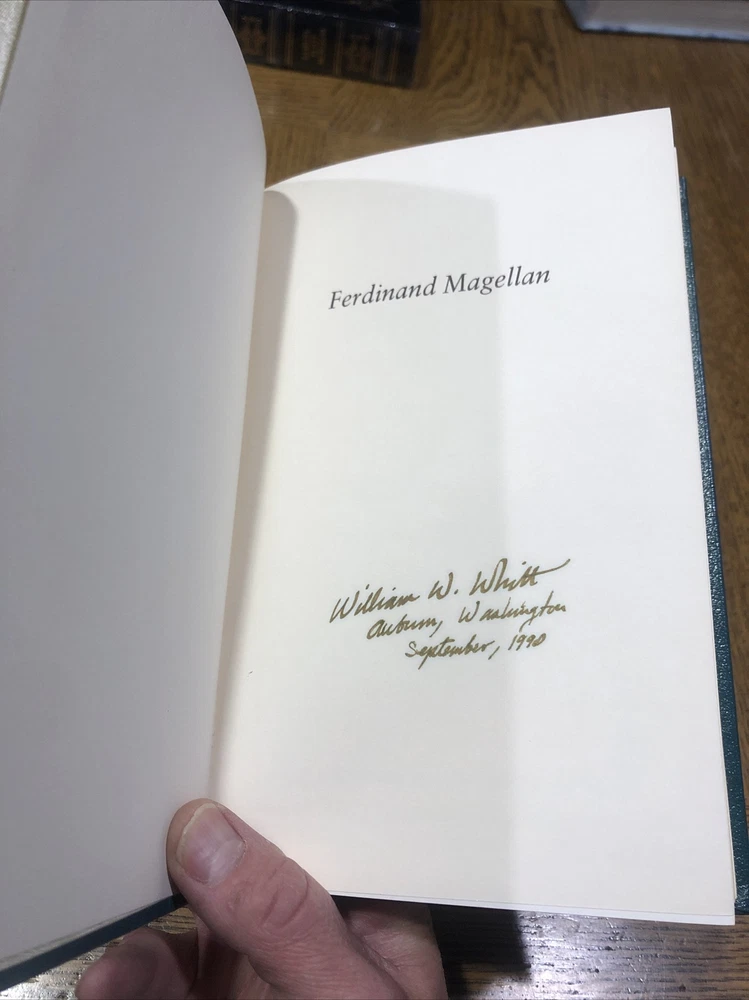 Ferdinand Magellan
William W. Whitt
Auburn, Washington
September, 1990